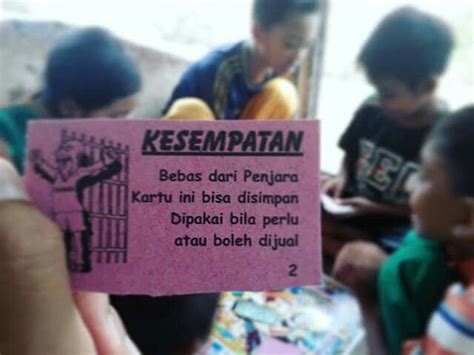 KESEMPATAN
Bebas dari Penjara
Kartu ini bisa disimpan
Dipakai bila perlu
atau boleh dijual
2